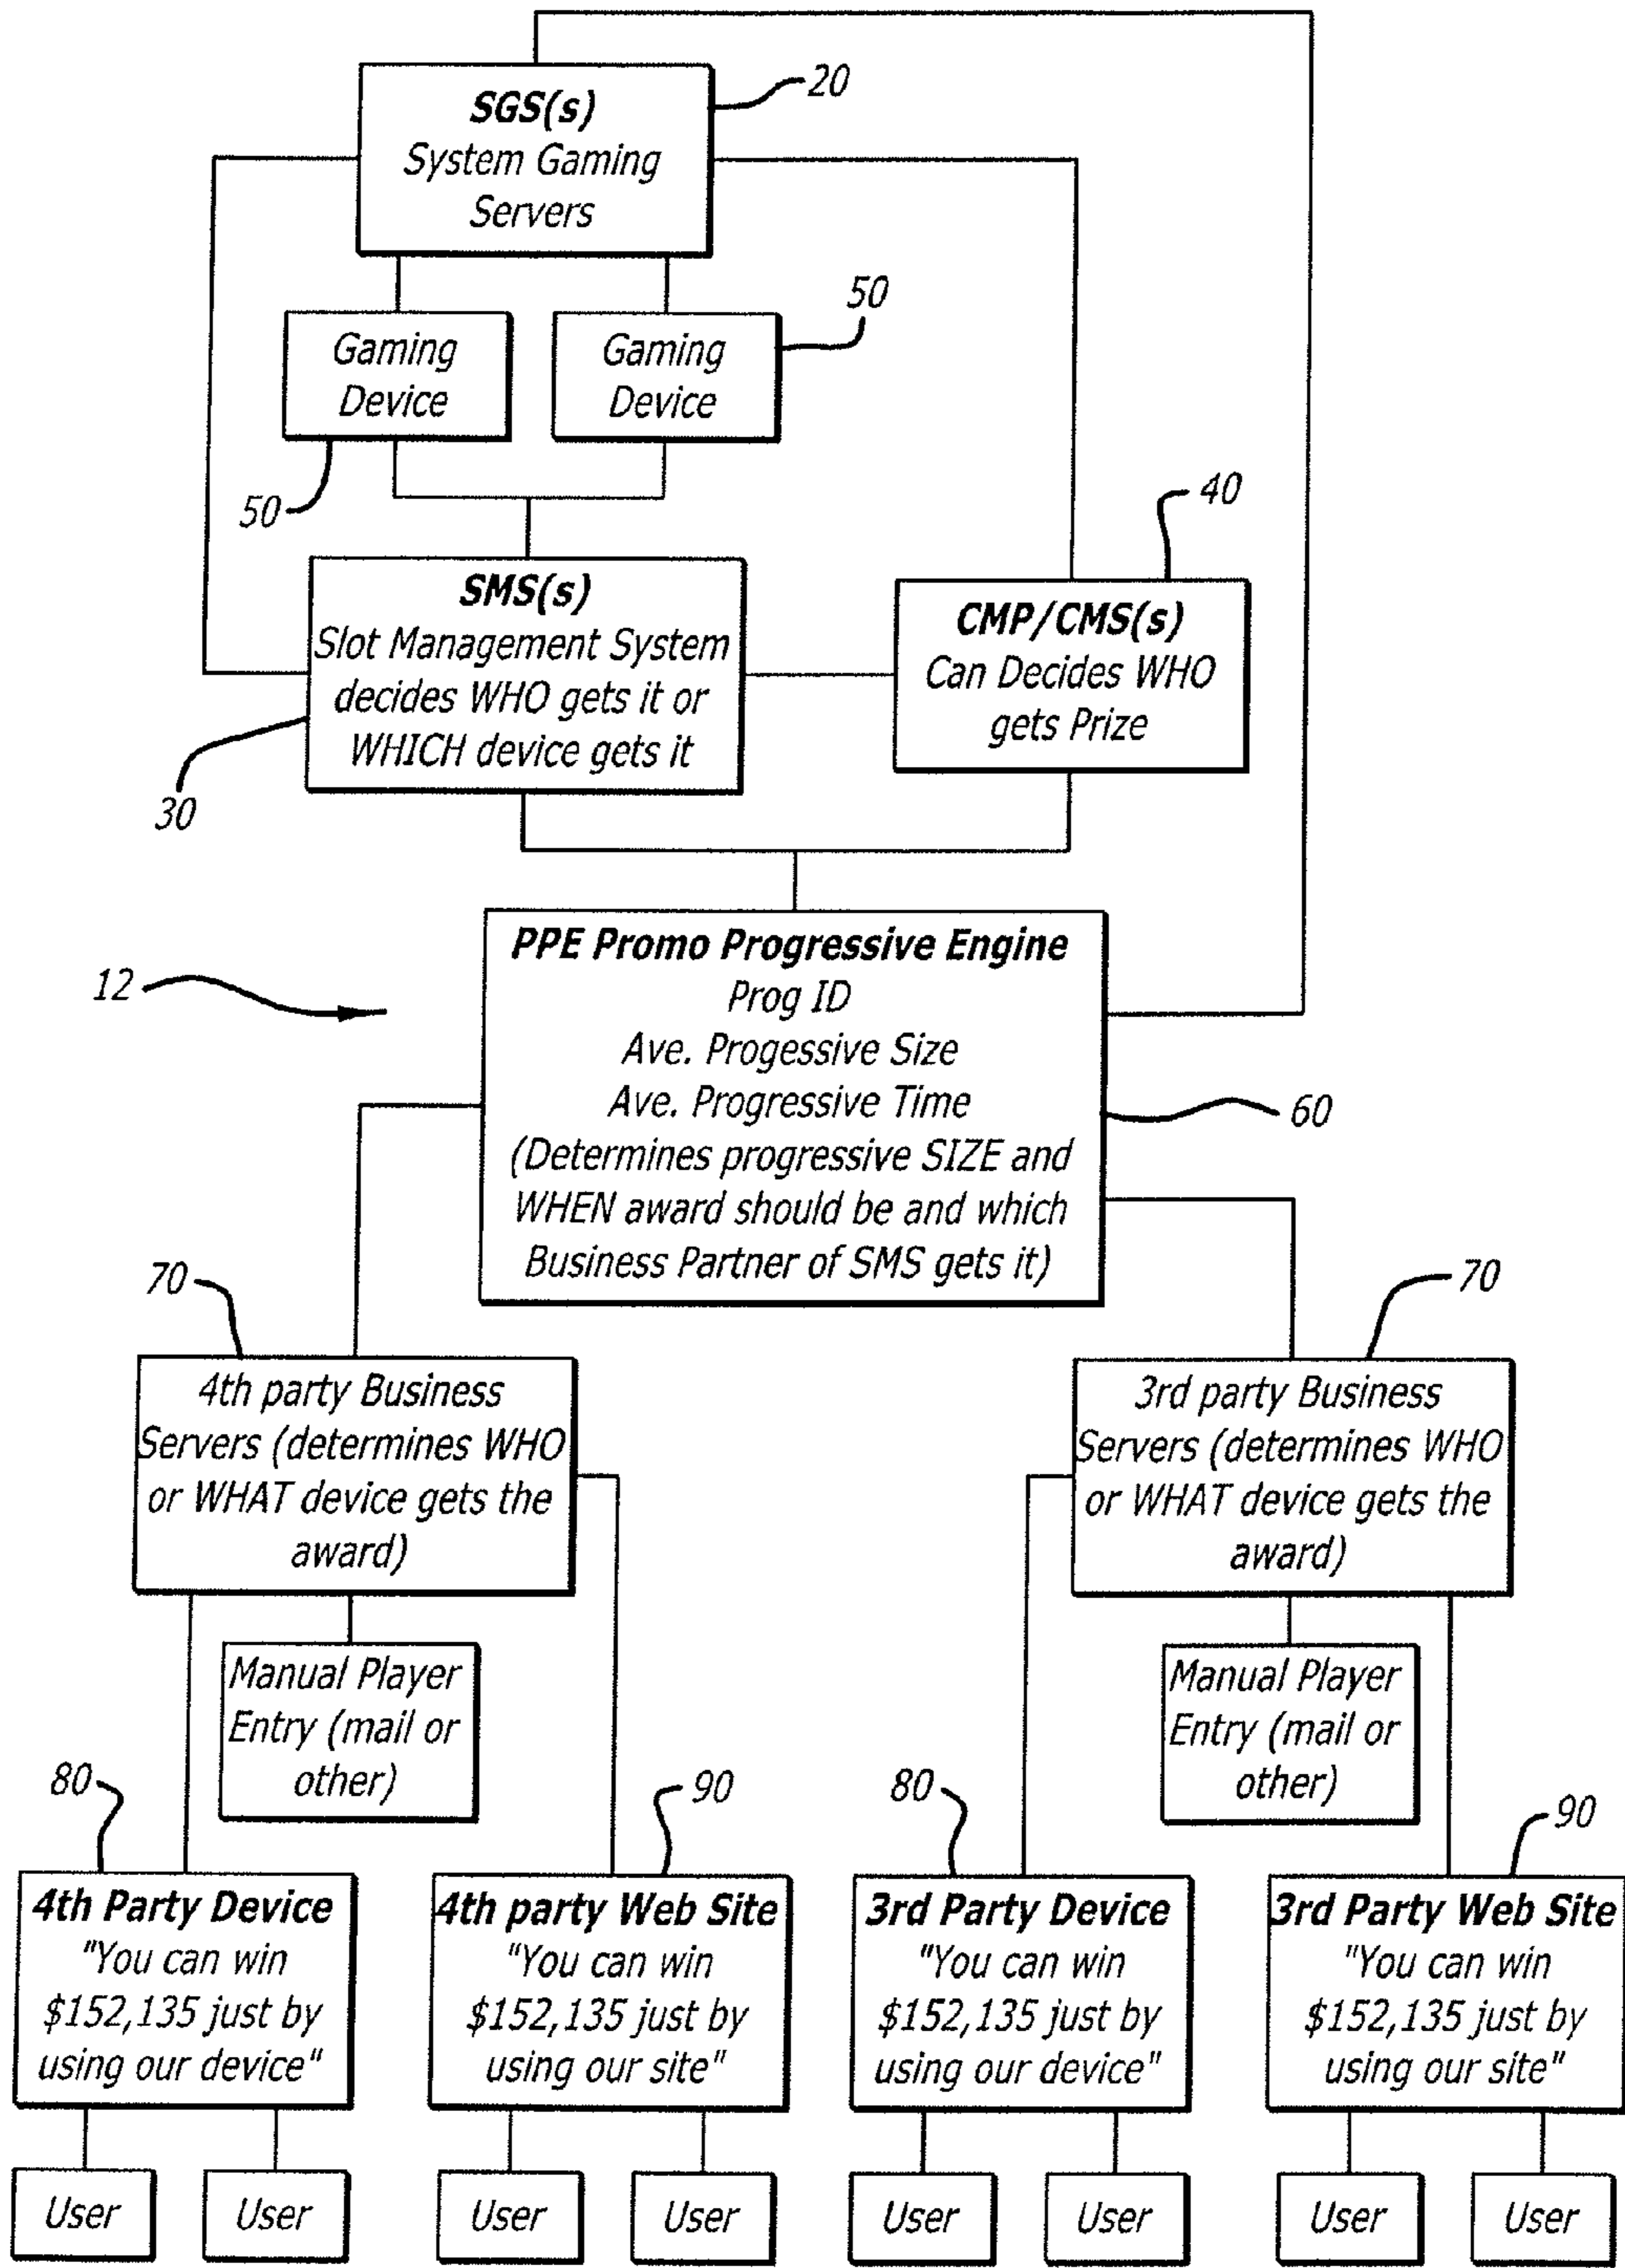 20
SGS(s)
System Gaming
Servers
50
Gaming
Device
Gaming
Device
50
40
SMS(s)
Slot Management System
decides WHO gets it or
WHICH device gets it
CMP/CMS(s)
Can Decides WHO
gets Prize
30
12
PPE Promo Progressive Engine
Prog ID
Ave. Progessive Size
Ave. Progressive Time
(Determines progressive SIZE and
WHEN award should be and which
Business Partner of SMS gets it)
60
70
70
4th party Business
Servers (determines WHO
or WHAT device gets the
award)
3rd party Business
Servers (determines WHO
or WHAT device gets the
award)
Manual Player
Entry (mail or
other)
Manual Player
Entry (mail or
other)
80
90
80
90
4th Party Device
"You can win
$152,135 just by
using our device"
4th party Web Site
"You can win
$152,135 just by
using our site"
3rd Party Device
"You can win
$152,135 just by
using our device"
3rd Party Web Site
"You can win
$152,135 just by
using our site"
User
User
User
User
User
User
User
User